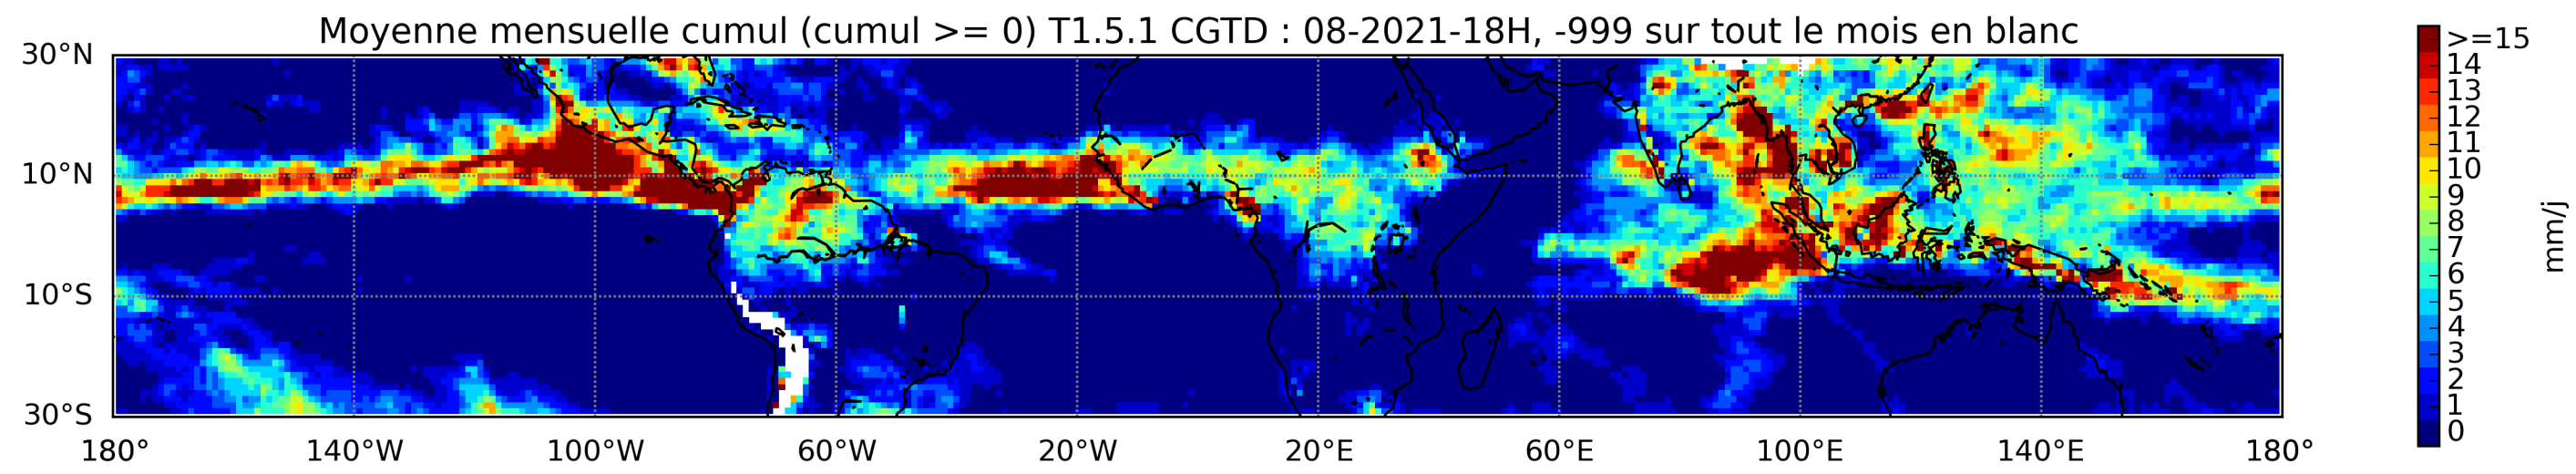 Moyenne mensuelle cumul (cumul >= 0) T1.5.1 CGTD : 08-2021-18H, -999 sur tout le mois en blanc
30°N
10°N
10°S
30°S
180°
140°W
100°W
60°W
20°W
20°E
60°E
100°E
140°E
180°
>=15
14
13
12
11
10
9
8
7
6
5
4
3
2
1
0
mm/j